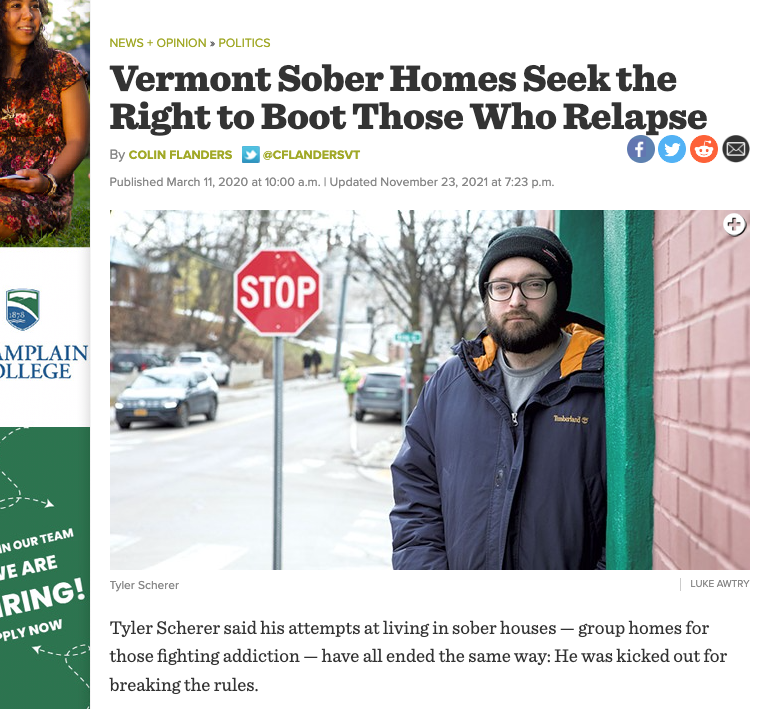 NEWS + OPINION » POLITICS
Vermont Sober Homes Seek the
Right to Boot Those Who Relapse
By COLIN FLANDERS @CFLANDERSVT
Published March 11, 2020 at 10:00 a.m. | Updated November 23, 2021 at 7:23 p.m.
STOP
Timberland
Tyler Scherer
LUKE AWTRY
Tyler Scherer said his attempts at living in sober houses — group homes for
those fighting addiction — have all ended the same way: He was kicked out for
breaking the rules.
1878
AMPLAIN
OLLEGE
IN OUR TEAM
WE ARE
IRING!
PPLY NOW